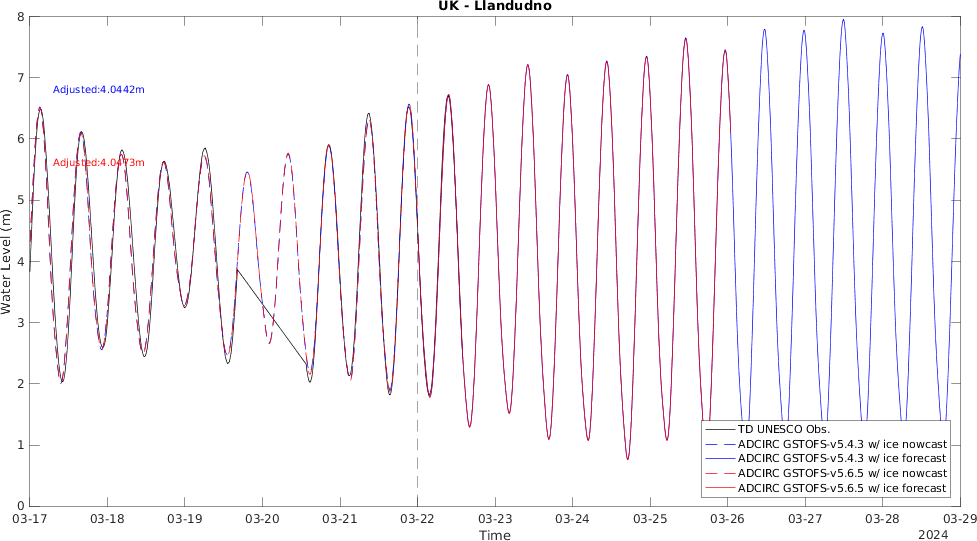 UK - Llandudno
8
7
6
5
4
3
2
1
0
Water Level (m)
Adjusted:4.0442m
Adjusted:4.0473m
TD UNESCO Obs.
ADCIRC GSTOFS-v5.4.3 w/ ice nowcast
ADCIRC GSTOFS-v5.4.3 w/ ice forecast
ADCIRC GSTOFS-v5.6.5 w/ ice nowcast
ADCIRC GSTOFS-v5.6.5 w/ ice forecast
03-17 03-18 03-19 03-20 03-21 03-22 03-23 03-24 03-25 03-26 03-27 03-28 03-29
Time
2024